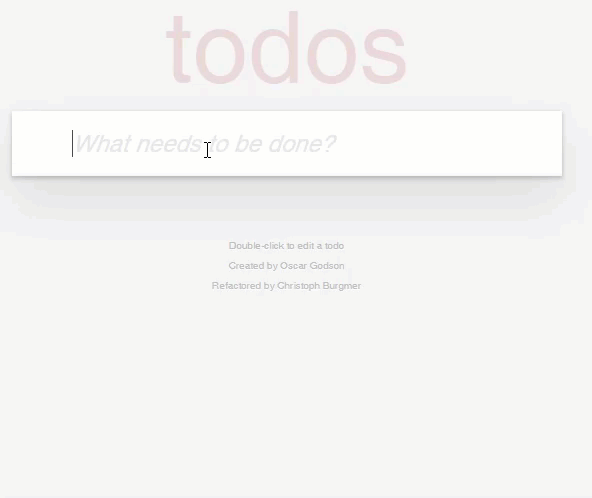 todos
What needs to be done?
Double-click to edit a todo
Created by Oscar Godson
Refactored by Christoph Burgmer